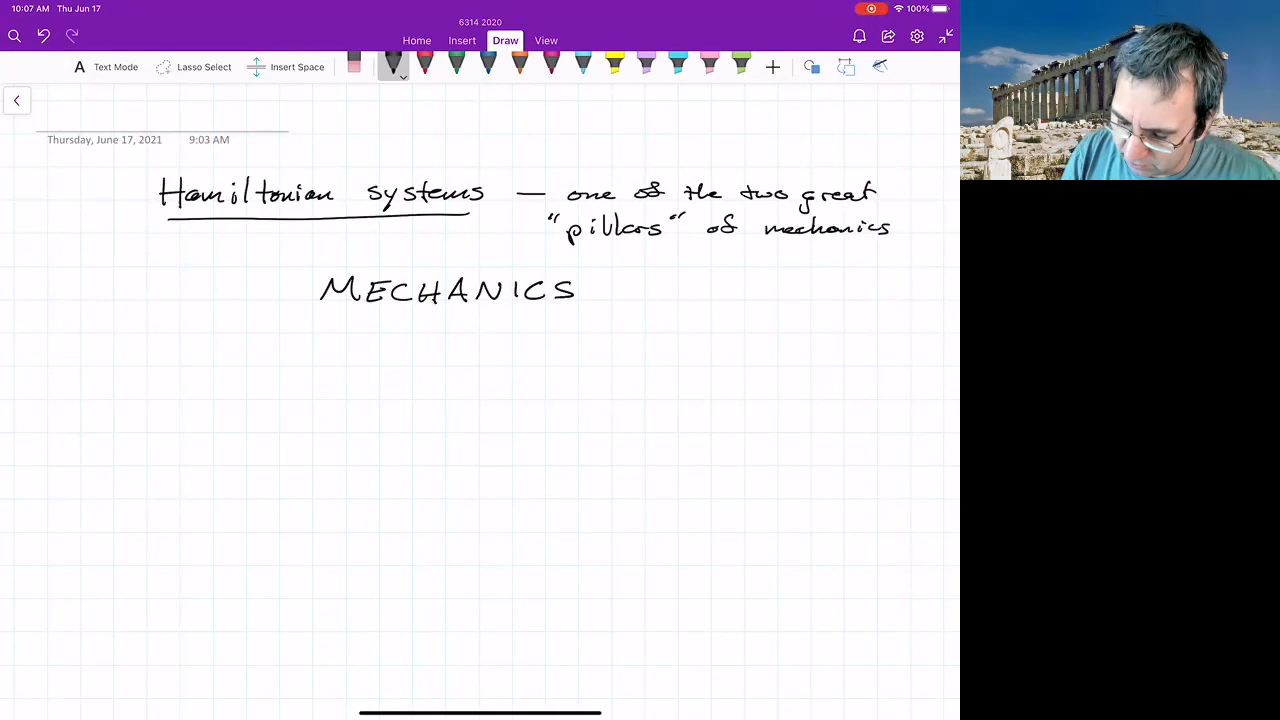 10:07 AM Thu Jun 17
100%
6314 2020
Home Insert Draw View
A Text Mode Lasso Select Insert Space
Thursday, June 17, 2021 9:03 AM
Hamiltonian systems — one of the two great
"pillars" of mechanics
MECHANICS